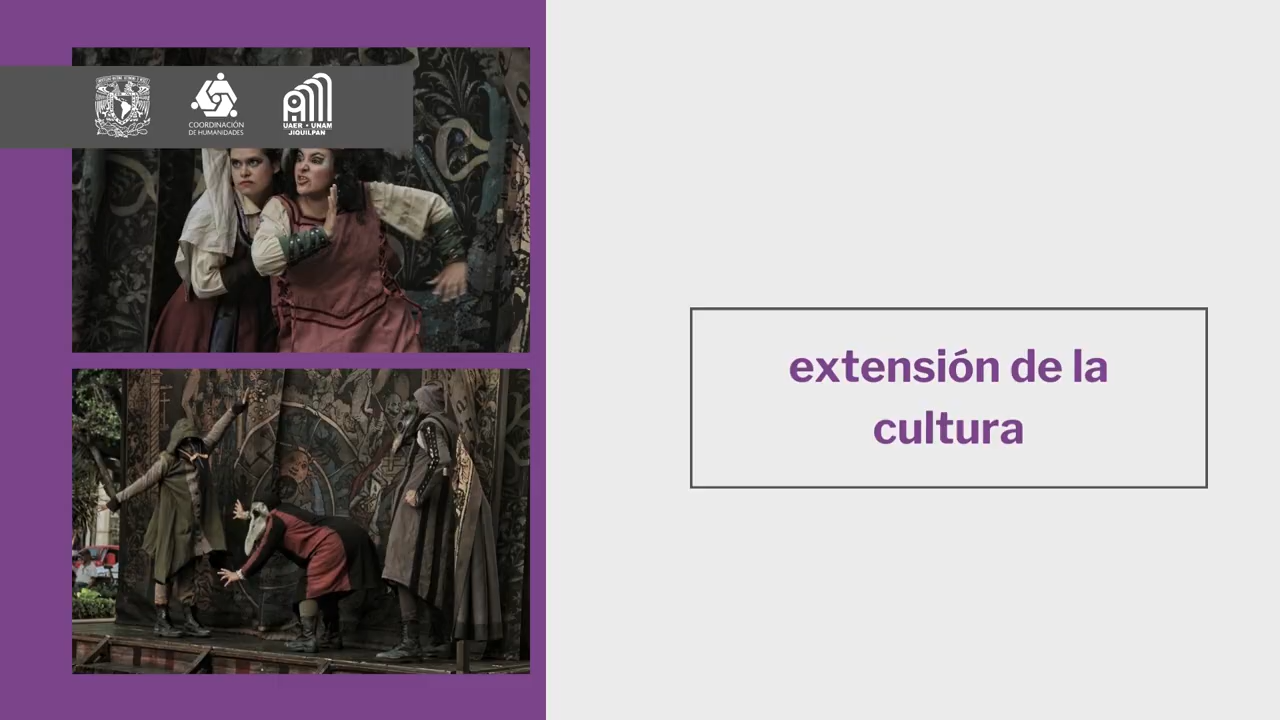 COORDINACIÓN
DE HUMANIDADES
UAER • UNAM
JIQUILPAN
extensión de la
cultura